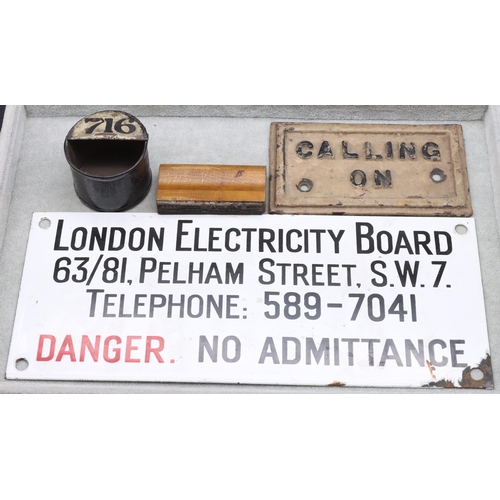 716
CALLING
ON
LONDON ELECTRICITY BOARD
63/81, PELHAM STREET, S.W.7.
TELEPHONE: 589-7041
DANGER. NO ADMITTANCE